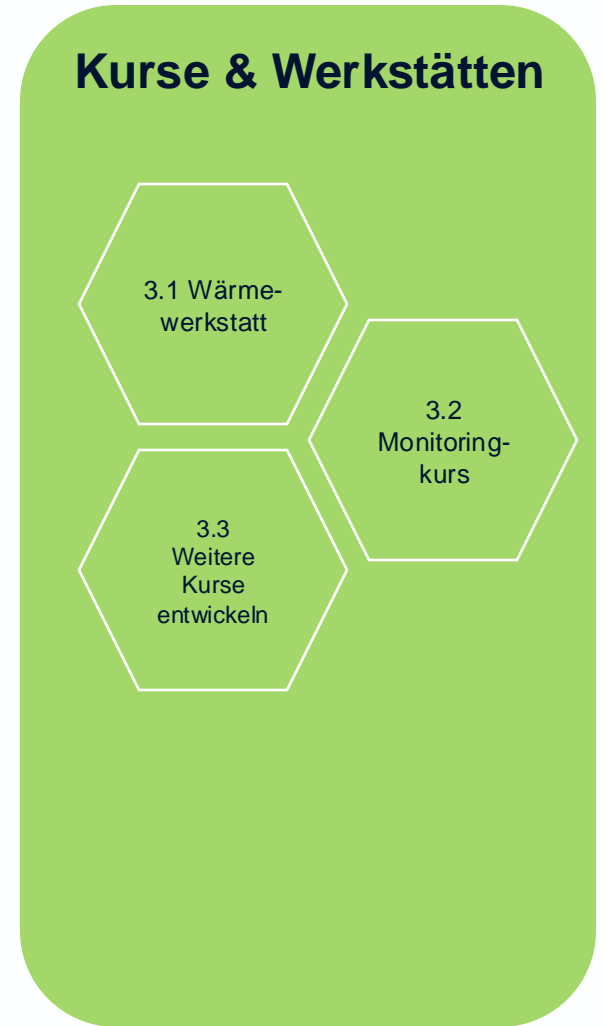 Kurse & Werkstätten
3.1 Wärme-
werkstatt
3.2
Monitoring-
kurs
3.3
Weitere
Kurse
entwickeln